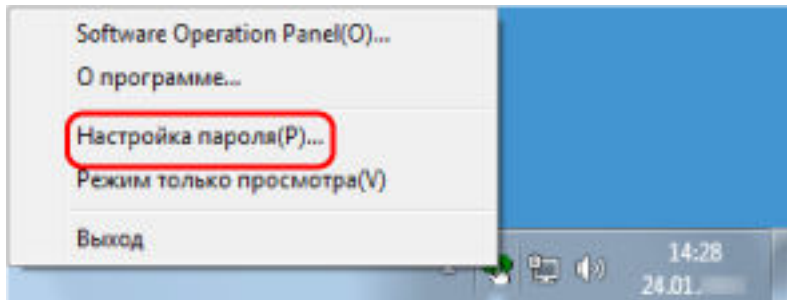 Software Operation Panel(O)...
О программе...
Настройка пароля(P)...
Режим только просмотра(V)
Выход
14:28
24.01.